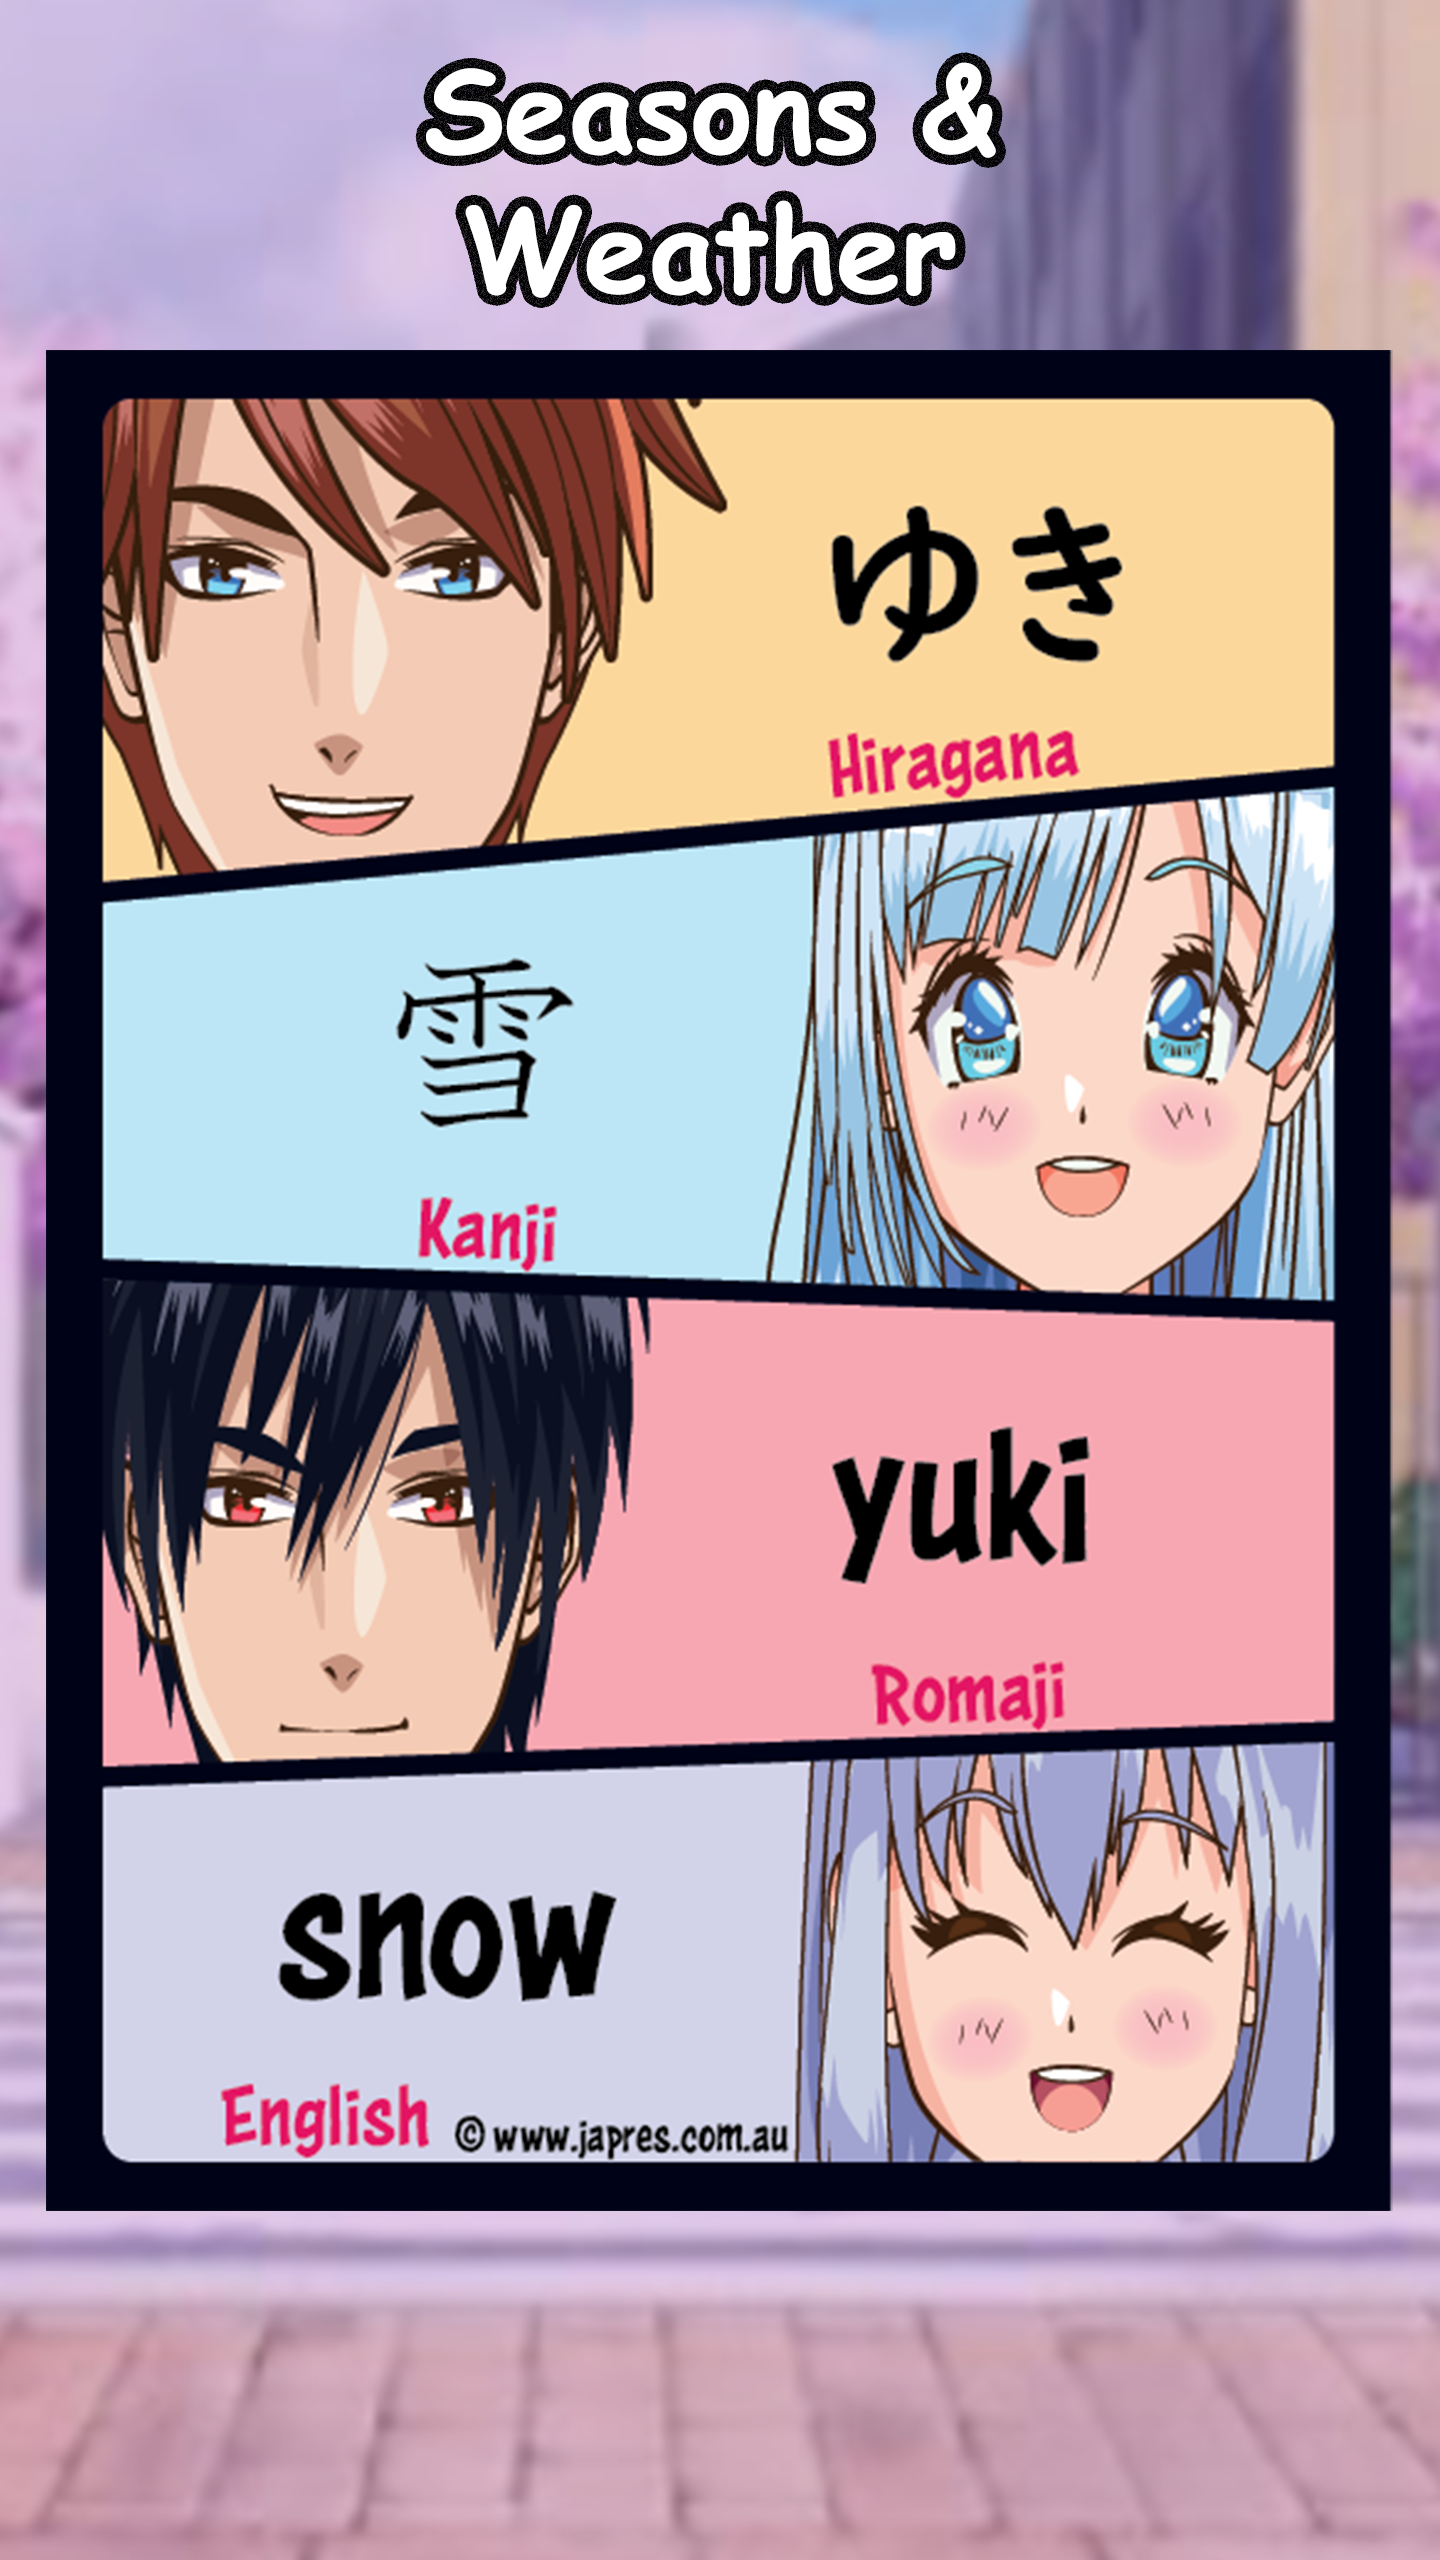 Seasons &
Weather
ゆき
Hiragana
雪
Kanji
yuki
Romaji
snow
English © www.japres.com.au